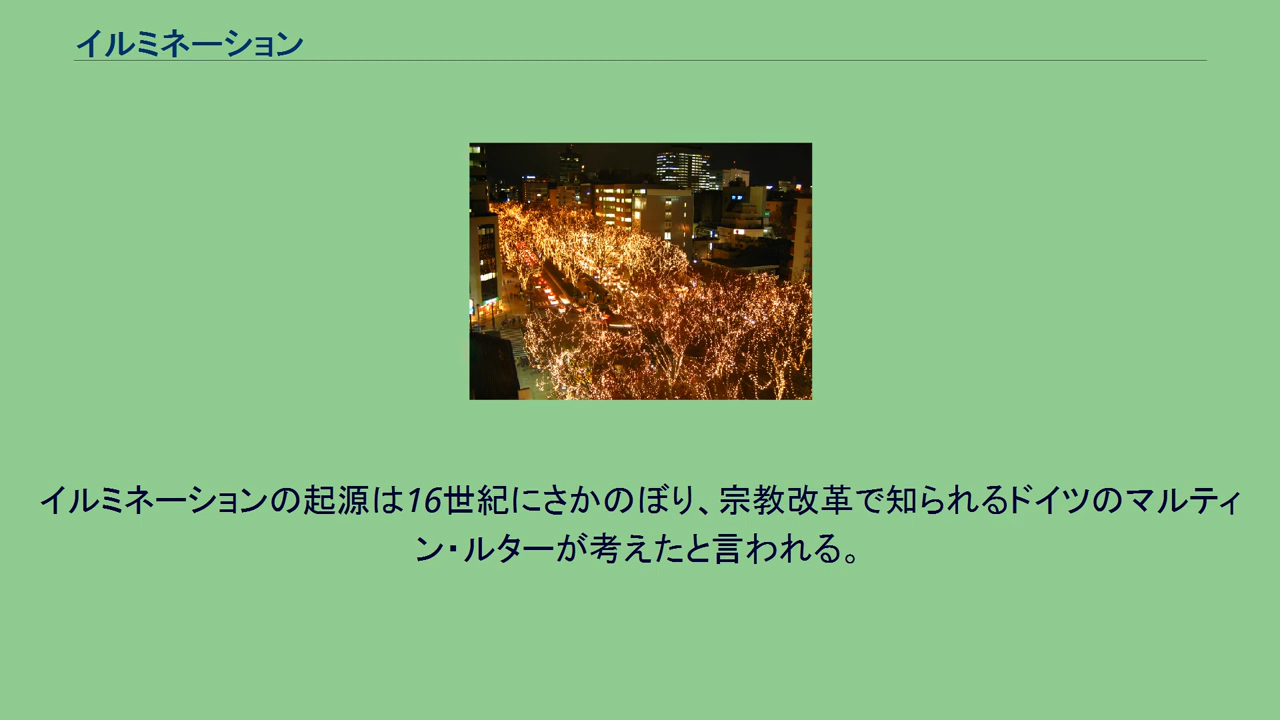 イルミネーション
イルミネーションの起源は16世紀にさかのぼり、宗教改革で知られるドイツのマルティ
ン・ルターが考えたと言われる。